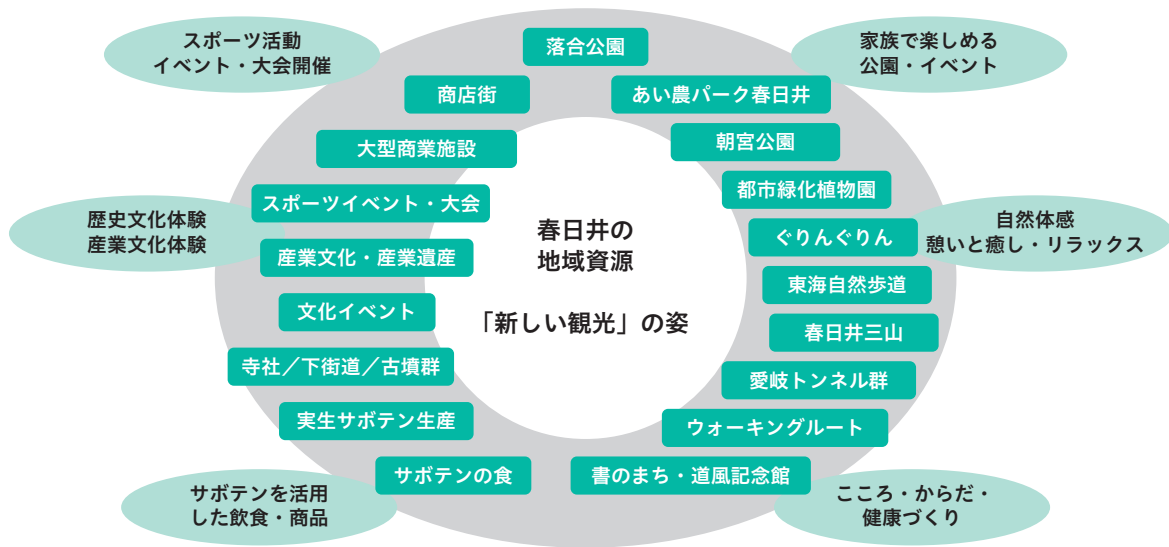 スポーツ活動
イベント・大会開催
家族で楽しめる
公園・イベント
落合公園
商店街
あい農パーク春日井
大型商業施設
朝宮公園
スポーツイベント・大会
都市緑化植物園
歴史文化体験
産業文化体験
産業文化・産業遺産
ぐりんぐりん
自然体感
憩いと癒し・リラックス
春日井の
地域資源
「新しい観光」の姿
文化イベント
東海自然歩道
春日井三山
寺社／下街道／古墳群
愛岐トンネル群
実生サボテン生産
ウォーキングルート
サボテンの食
書のまち・道風記念館
サボテンを活用
した飲食・商品
こころ・からだ・
健康づくり